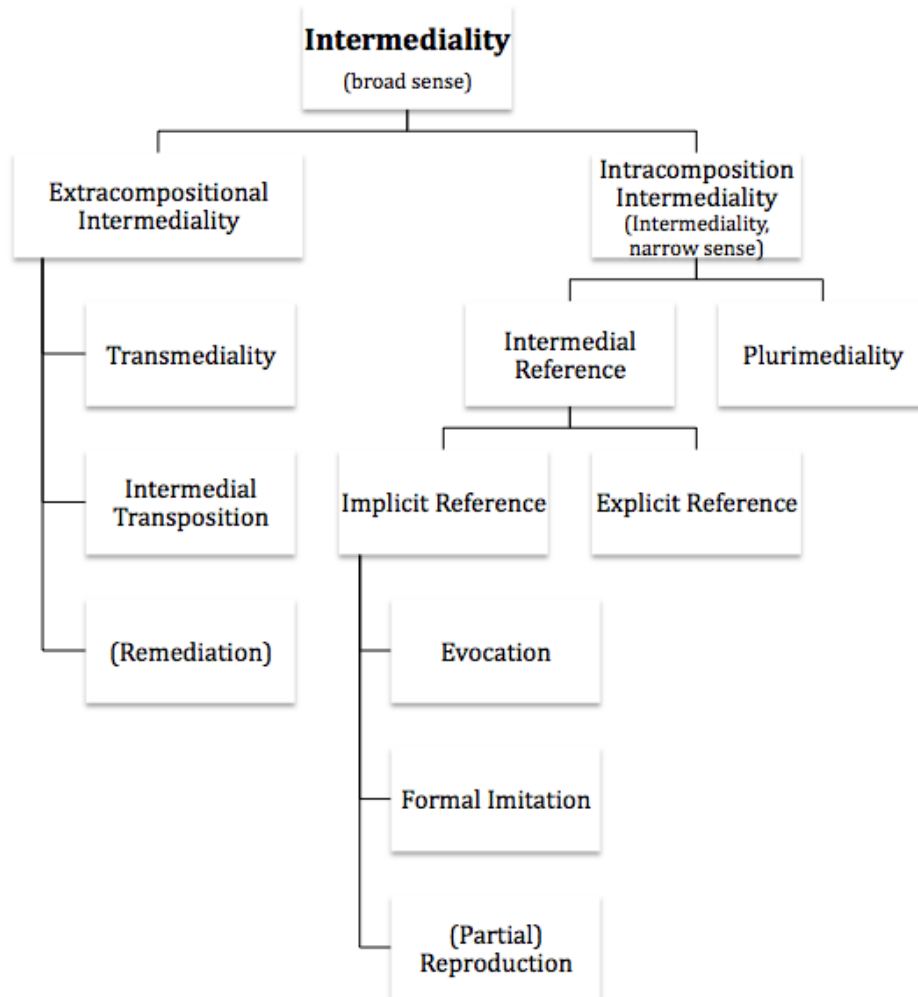 Intermediality
(broad sense)
Extracompositional
Intermediality
Intracomposition
Intermediality
(Intermediality,
narrow sense)
Transmediality
Intermedial
Reference
Plurimediality
Intermedial
Transposition
Implicit Reference
Explicit Reference
(Remediation)
Evocation
Formal Imitation
(Partial)
Reproduction